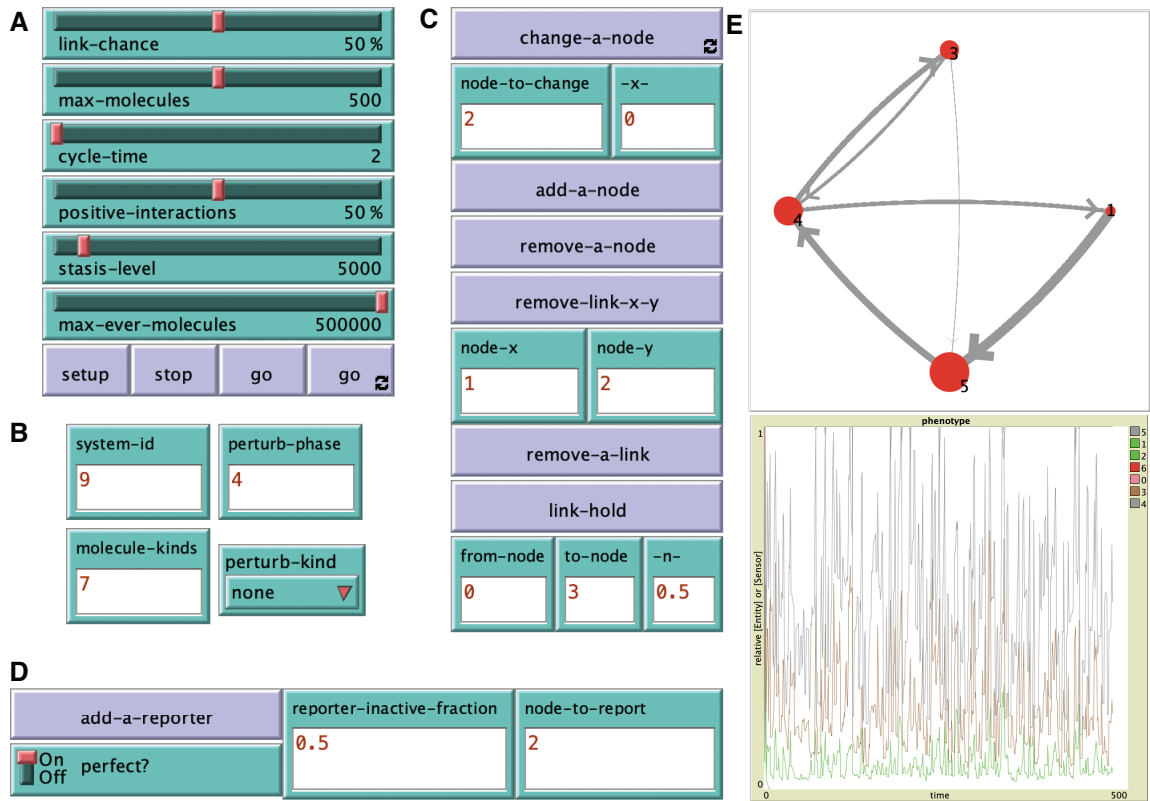 A
link-chance 50 %
max-molecules 500
cycle-time 2
positive-interactions 50 %
stasis-level 5000
max-ever-molecules 500000
setup stop go go
B
system-id
9
perturb-phase
4
molecule-kinds
7
perturb-kind
none
C
change-a-node
node-to-change
2
-x-
0
add-a-node
remove-a-node
remove-link-x-y
node-x
1
node-y
2
remove-a-link
link-hold
from-node
0
to-node
3
-n-
0.5
D
add-a-reporter
On
Off
perfect?
reporter-inactive-fraction
0.5
node-to-report
2
E
3
4
1
5
phenotype
1
relative [Entity] or [Sensor]
0
0
time
500
5
1
2
6
0
3
4